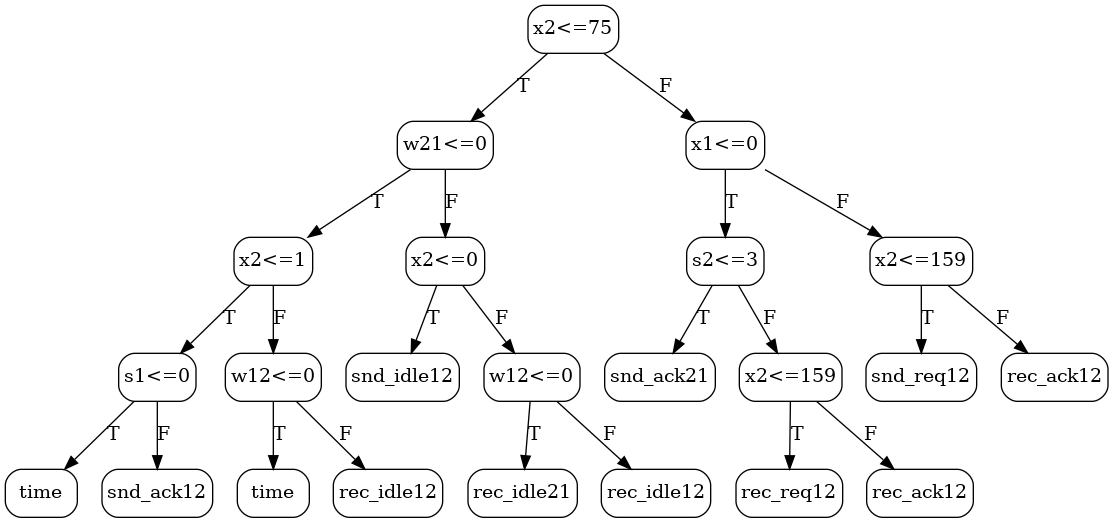 x2<=75
T
F
w21<=0
x1<=0
T
F
T
F
x2<=1
x2<=0
s2<=3
x2<=159
T
F
T
F
T
F
T
F
s1<=0
w12<=0
snd_idle12
w12<=0
snd_ack21
x2<=159
snd_req12
rec_ack12
T
F
T
F
T
F
T
F
time
snd_ack12
time
rec_idle12
rec_idle21
rec_idle12
rec_req12
rec_ack12